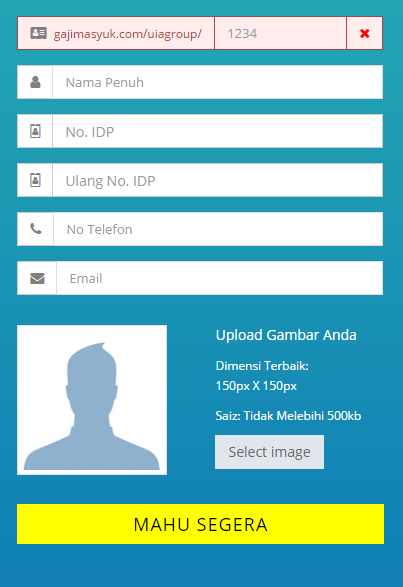 gajimasyuk.com/uiagroup/ 1234
Nama Penuh
No. IDP
Ulang No. IDP
No Telefon
Email
Upload Gambar Anda
Dimensi Terbaik:
150px X 150px
Saiz: Tidak Melebihi 500kb
Select image
MAHU SEGERA